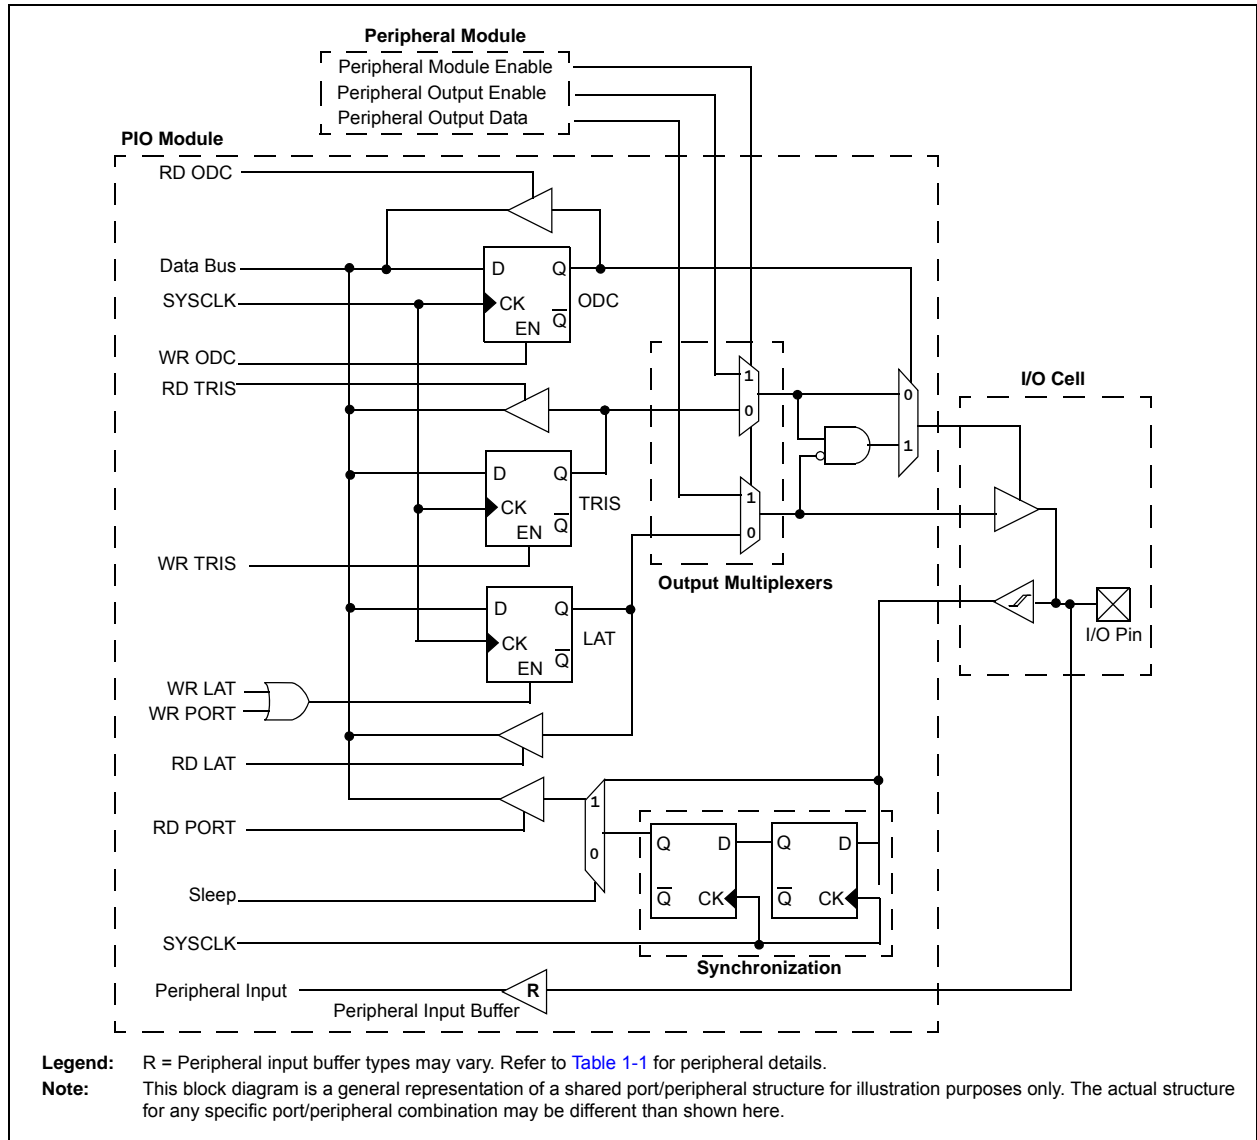 Peripheral Module
Peripheral Module Enable
Peripheral Output Enable
Peripheral Output Data
PIO Module
RD ODC
Data Bus
D Q
SYSCLK
CK
ODC
EN Q
WR ODC
RD TRIS
1
0
I/O Cell
0
1
D Q
CK
TRIS
EN Q
WR TRIS
1
0
Output Multiplexers
D Q
CK
LAT
EN Q
I/O Pin
WR LAT
WR PORT
RD LAT
1
RD PORT
0
Q D Q D
Q CK Q CK
Sleep
SYSCLK
Synchronization
Peripheral Input
R
Peripheral Input Buffer
Legend: R = Peripheral input buffer types may vary. Refer to Table 1-1 for peripheral details.
Note: This block diagram is a general representation of a shared port/peripheral structure for illustration purposes only. The actual structure
for any specific port/peripheral combination may be different than shown here.